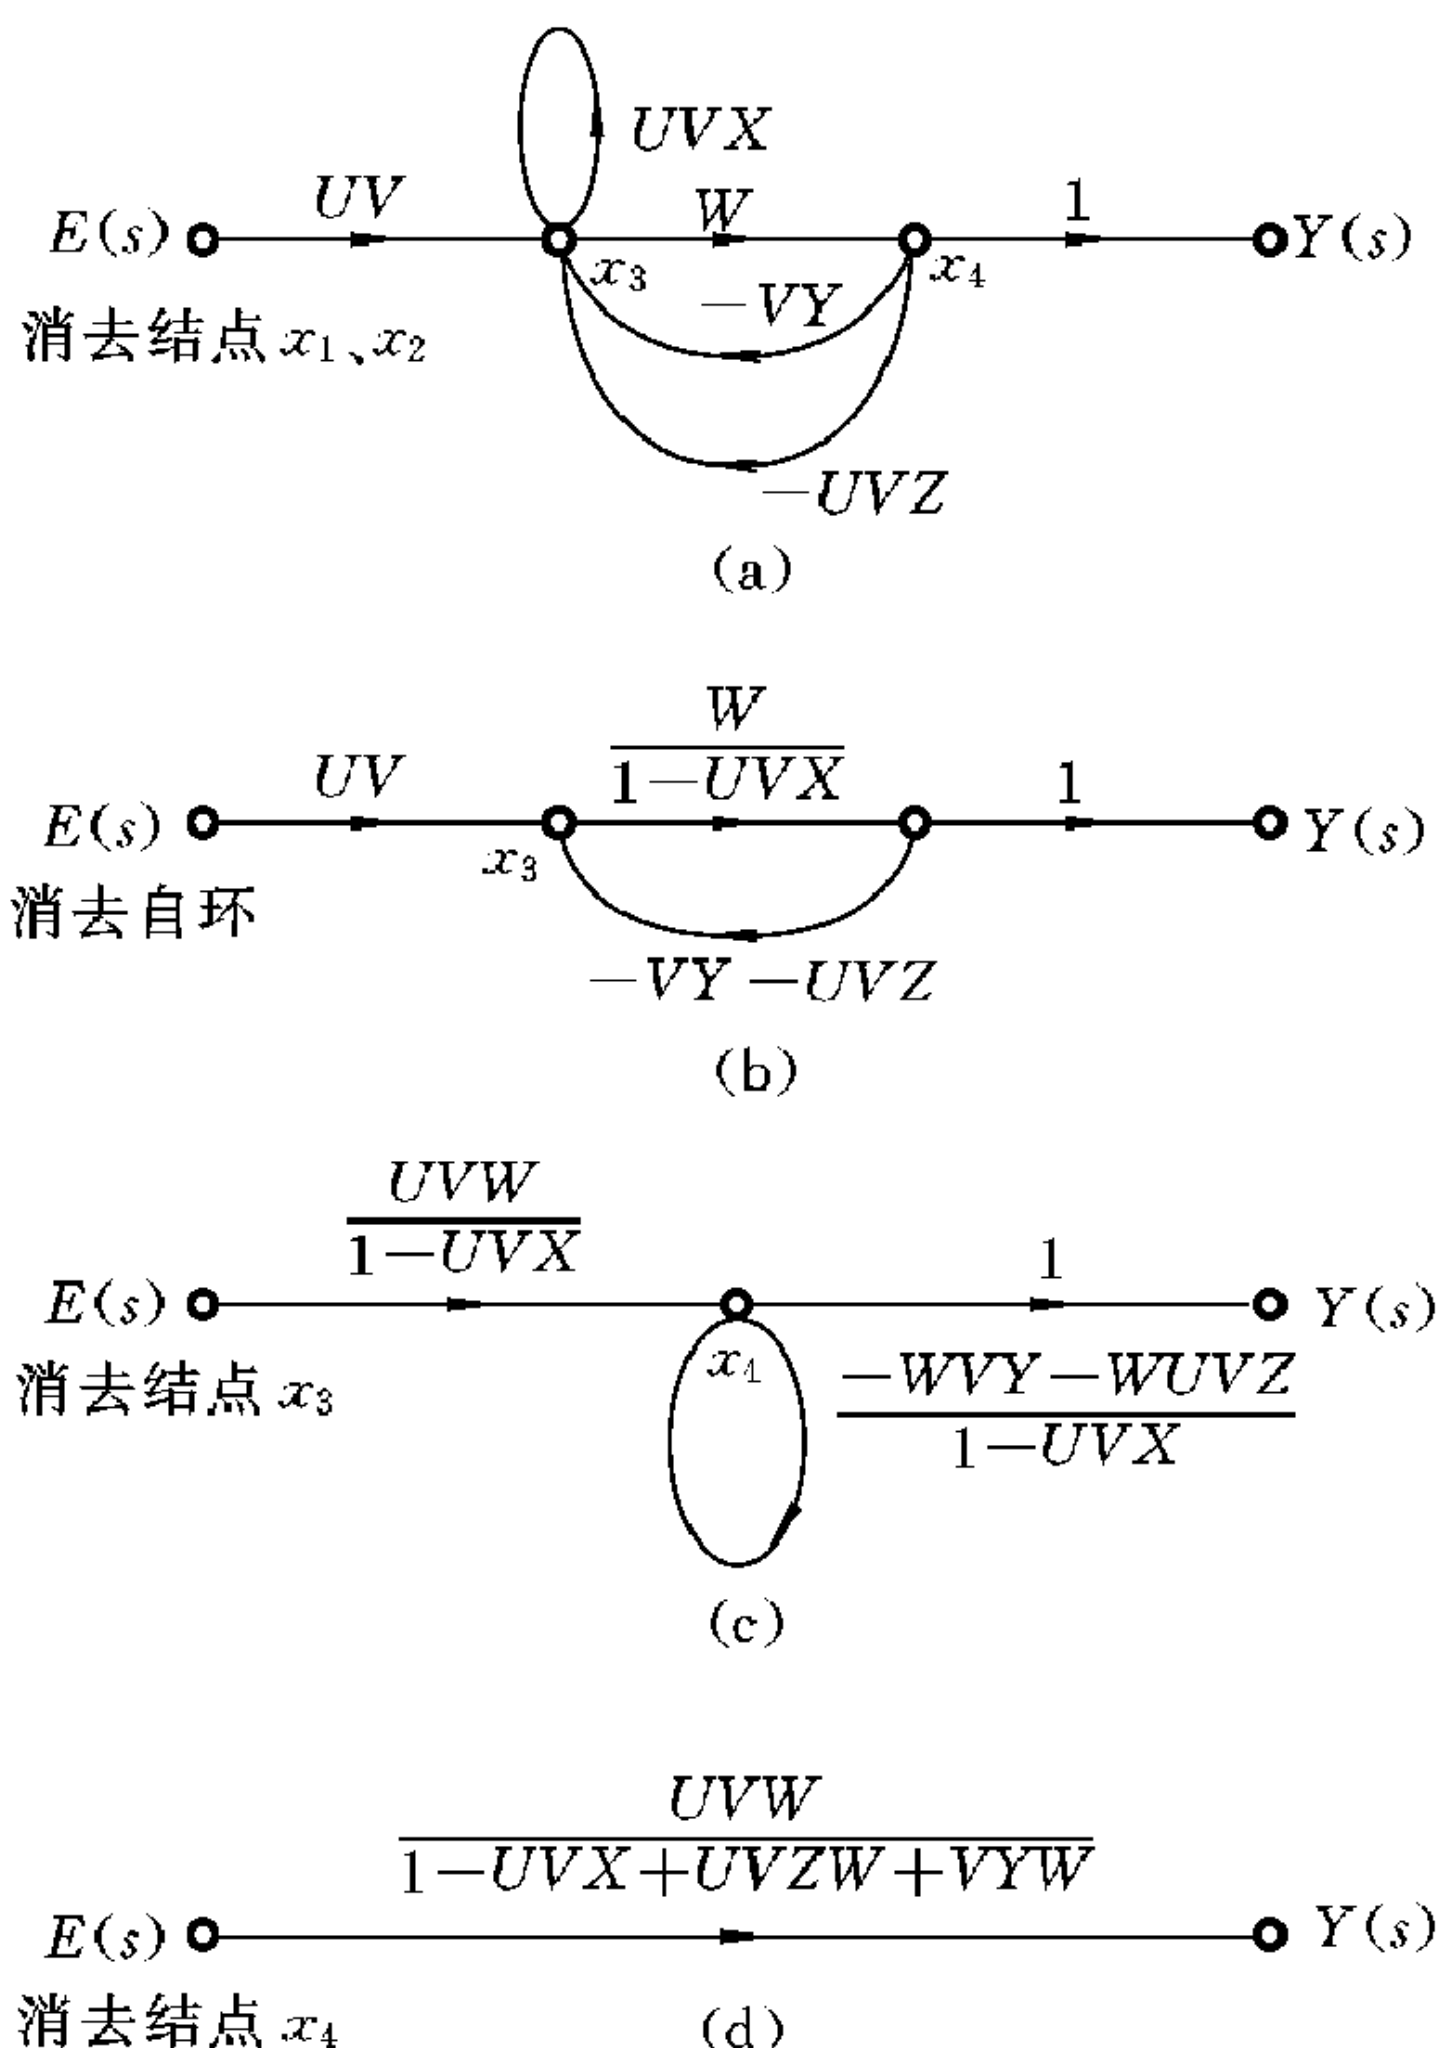 UVX
UV W 1
E(s) x₃ x₄ Y(s)
消去结点 x₁、x₂
−VY
−UVZ
(a)
W
1−UVX
UV 1
E(s) x₃ Y(s)
消去自环
−VY−UVZ
(b)
UVW
1−UVX
1
E(s) x₄ Y(s)
消去结点 x₃
−WVY−WUVZ
1−UVX
(c)
UVW
1−UVX+UVZW+VYW
E(s) Y(s)
消去结点 x₄
(d)